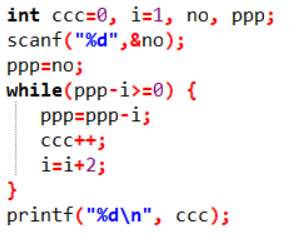 int ccc=0, i=1, no, ppp;
scanf("%d",&no);
ppp=no;
while(ppp-i>=0) {
ppp=ppp-i;
ccc++;
i=i+2;
}
printf("%d\n", ccc);